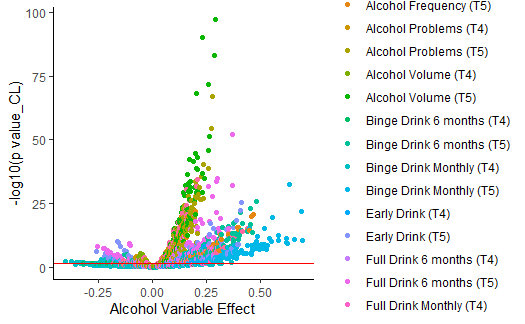 -log10(p value_CL)
100
75
50
25
0
-0.25
0.00
0.25
0.50
Alcohol Variable Effect
Alcohol Frequency (T5)
Alcohol Problems (T4)
Alcohol Problems (T5)
Alcohol Volume (T4)
Alcohol Volume (T5)
Binge Drink 6 months (T4)
Binge Drink 6 months (T5)
Binge Drink Monthly (T4)
Binge Drink Monthly (T5)
Early Drink (T4)
Early Drink (T5)
Full Drink 6 months (T4)
Full Drink 6 months (T5)
Full Drink Monthly (T4)